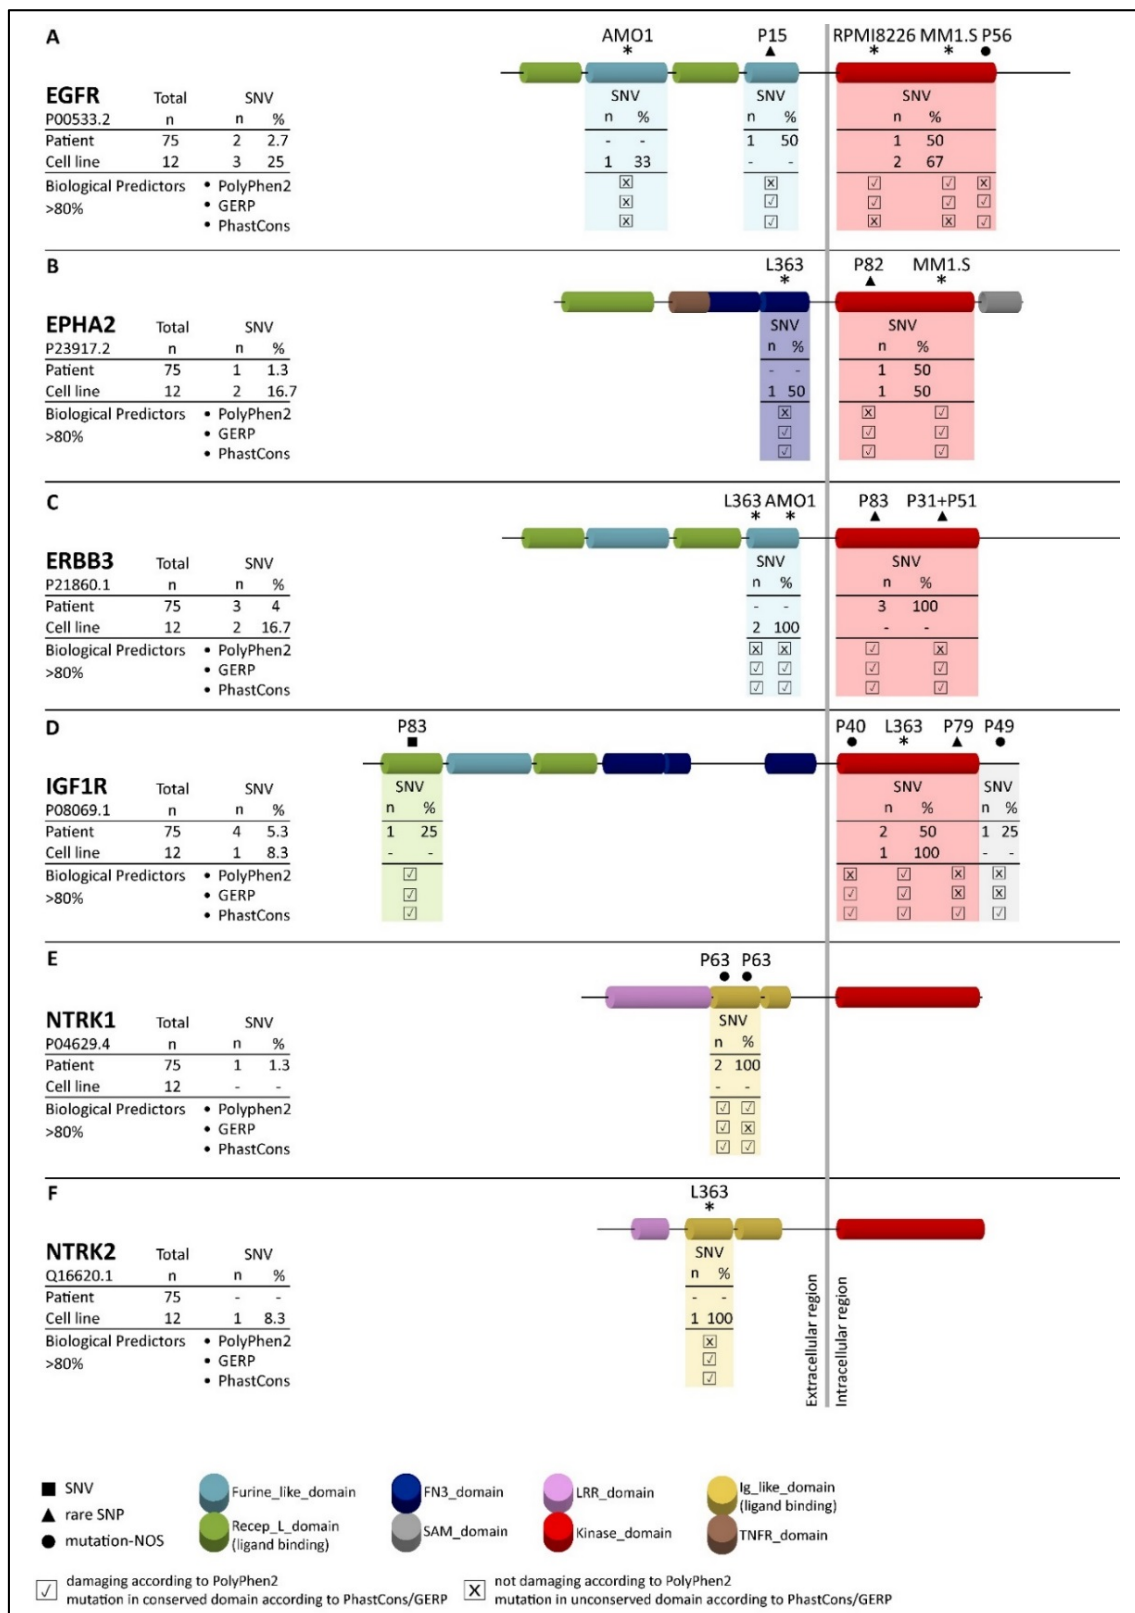 A
AMO1 P15 RPMI8226 MM1.S P56
* ▲ * * ●
EGFR Total SNV
P00533.2 n n %
Patient 75 2 2.7
Cell line 12 3 25
Biological Predictors • PolyPhen2
>80% • GERP
• PhastCons
SNV SNV SNV
n % n % n %
- - 1 50 1 50
1 33 - - 2 67
☒ ☒ ☑ ☑ ☒
☒ ☑ ☑ ☑ ☑
☒ ☑ ☒ ☒ ☑
B
L363 P82 MM1.S
* ▲ *
EPHA2 Total SNV
P23917.2 n n %
Patient 75 1 1.3
Cell line 12 2 16.7
Biological Predictors • PolyPhen2
>80% • GERP
• PhastCons
SNV SNV
n % n %
- - 1 50
1 50 1 50
☒ ☒ ☑
☑ ☑ ☑
☑ ☑ ☑
C
L363 AMO1 P83 P31+P51
* * ▲ ▲
ERBB3 Total SNV
P21860.1 n n %
Patient 75 3 4
Cell line 12 2 16.7
Biological Predictors • PolyPhen2
>80% • GERP
• PhastCons
SNV SNV
n % n %
- - 3 100
2 100 - -
☒ ☒ ☑ ☒
☑ ☑ ☑ ☑
☑ ☑ ☑ ☑
D
P83 P40 L363 P79 P49
■ ● * ▲ ●
IGF1R Total SNV
P08069.1 n n %
Patient 75 4 5.3
Cell line 12 1 8.3
Biological Predictors • PolyPhen2
>80% • GERP
• PhastCons
SNV SNV SNV
n % n % n %
1 25 2 50 1 25
- - 1 100 - -
☑ ☒ ☑ ☒ ☒
☑ ☑ ☑ ☒ ☒
☑ ☑ ☑ ☑ ☑
E
P63 P63
● ●
NTRK1 Total SNV
P04629.4 n n %
Patient 75 1 1.3
Cell line 12 - -
Biological Predictors • Polyphen2
>80% • GERP
• PhastCons
SNV
n %
2 100
- -
☑ ☑
☑ ☒
☑ ☑
F
L363
*
NTRK2 Total SNV
Q16620.1 n n %
Patient 75 - -
Cell line 12 1 8.3
Biological Predictors • PolyPhen2
>80% • GERP
• PhastCons
SNV
n %
- -
1 100
☒
☑
☑
Extracellular region
Intracellular region
■ SNV
▲ rare SNP
● mutation-NOS
Furine_like_domain
Recep_L_domain
(ligand binding)
FN3_domain
SAM_domain
LRR_domain
Kinase_domain
Ig_like_domain
(ligand binding)
TNFR_domain
☑ damaging according to PolyPhen2
mutation in conserved domain according to PhastCons/GERP
☒ not damaging according to PolyPhen2
mutation in unconserved domain according to PhastCons/GERP